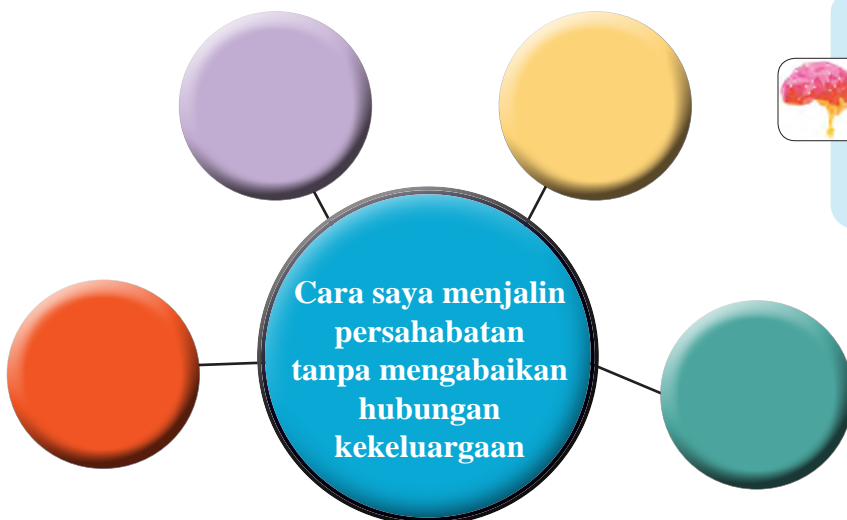 Cara saya menjalin
persahabatan
tanpa mengabaikan
hubungan
kekeluargaan